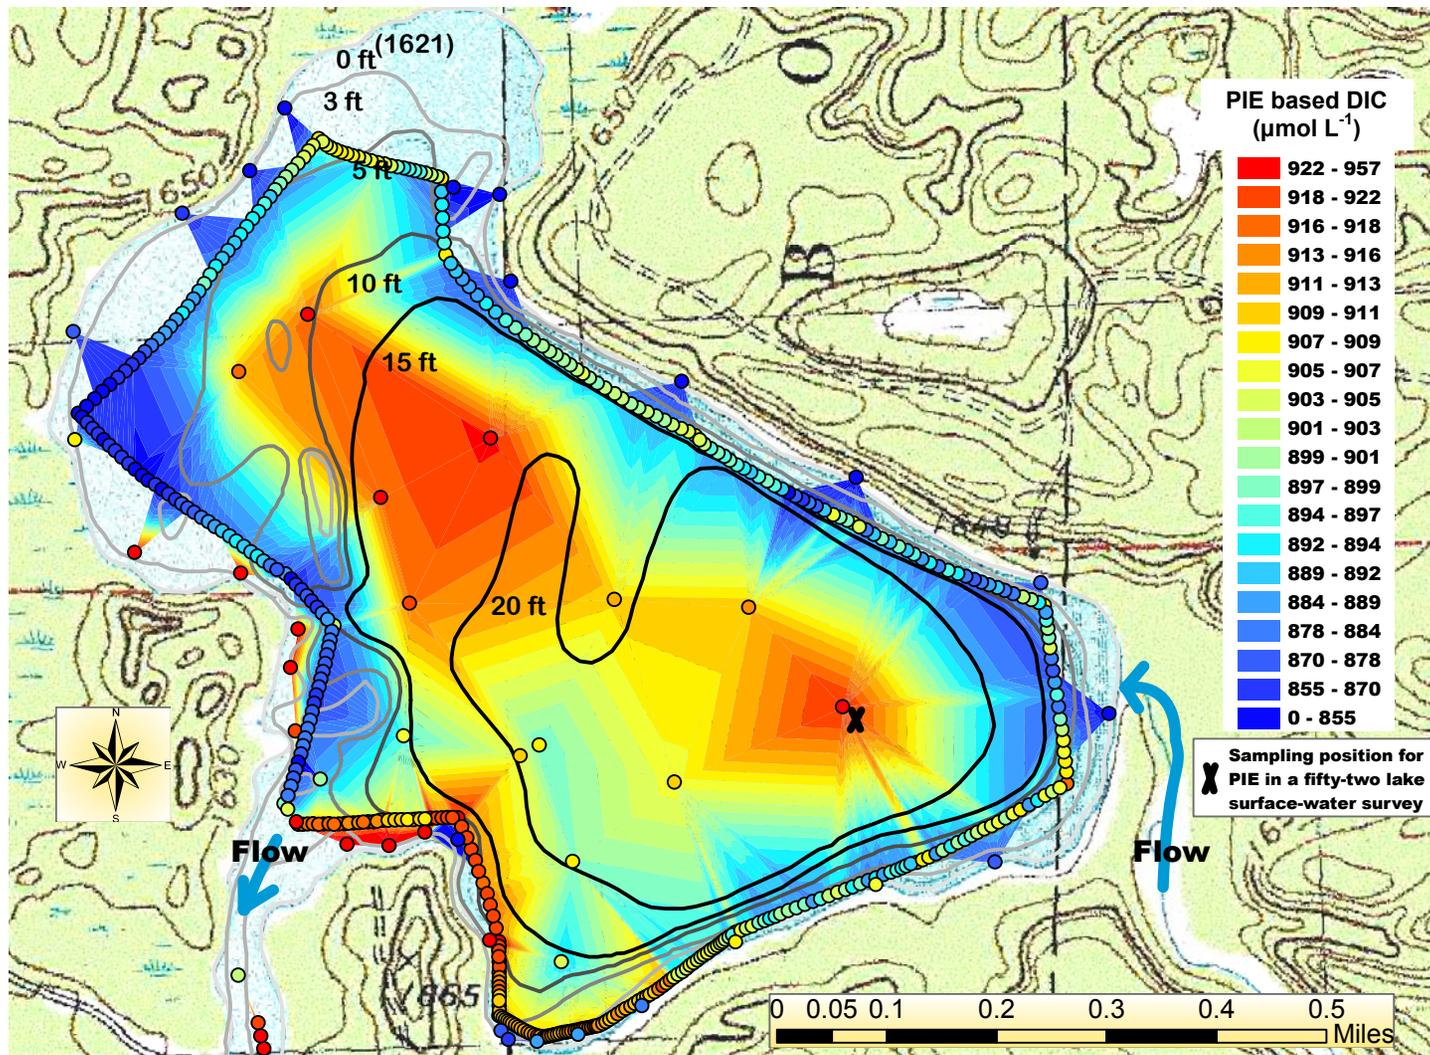 0 ft (1621)
3 ft
5 ft
10 ft
15 ft
20 ft
650
650
O
B
665
PIE based DIC
(µmol L⁻¹)
922 - 957
918 - 922
916 - 918
913 - 916
911 - 913
909 - 911
907 - 909
905 - 907
903 - 905
901 - 903
899 - 901
897 - 899
894 - 897
892 - 894
889 - 892
884 - 889
878 - 884
870 - 878
855 - 870
0 - 855
X Sampling position for
PIE in a fifty-two lake
surface-water survey
X
N
W E
S
Flow
Flow
0 0.05 0.1 0.2 0.3 0.4 0.5
Miles